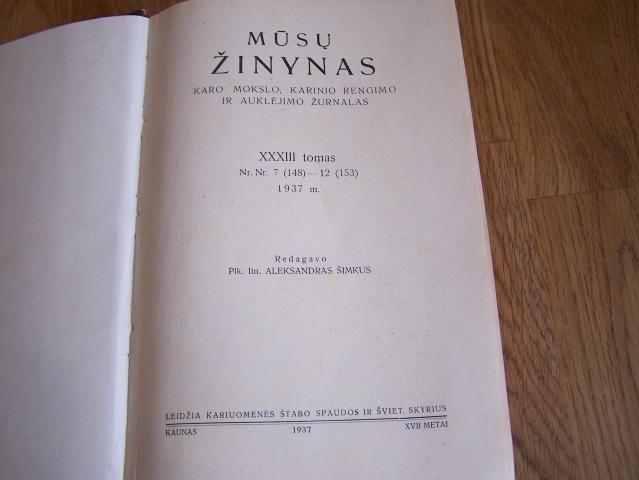 MŪSŲ
ŽINYNAS
KARO MOKSLO, KARINIO RENGIMO
IR AUKLĖJIMO ŽURNALAS
XXXIII tomas
Nr. Nr. 7 (148)—12 (153)
1937 m.
Redagavo
Plk. ltn. ALEKSANDRAS ŠIMKUS
LEIDŽIA KARIUOMENĖS ŠTABO SPAUDOS IR ŠVIET. SKYRIUS
KAUNAS 1937 XVII METAI